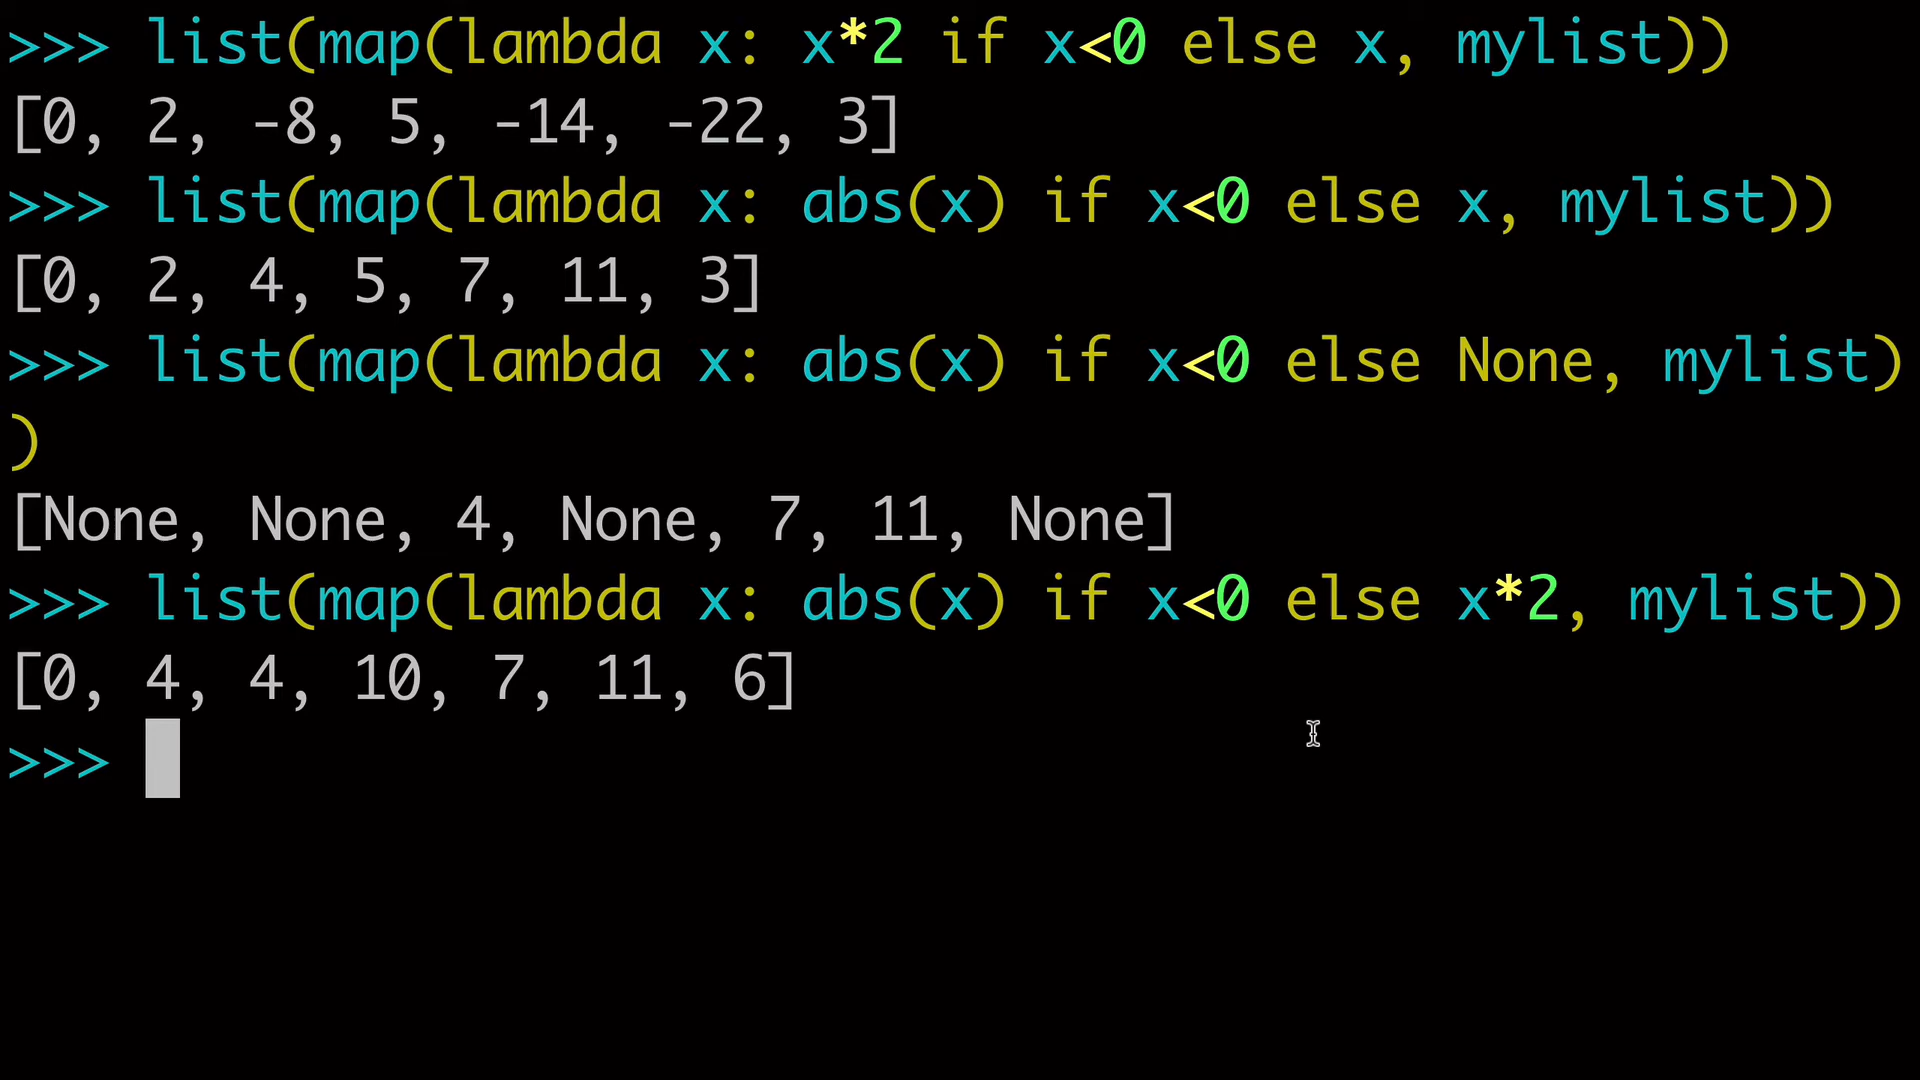 >>> list(map(lambda x: x*2 if x<0 else x, mylist))
[0, 2, -8, 5, -14, -22, 3]
>>> list(map(lambda x: abs(x) if x<0 else x, mylist))
[0, 2, 4, 5, 7, 11, 3]
>>> list(map(lambda x: abs(x) if x<0 else None, mylist)
)
[None, None, 4, None, 7, 11, None]
>>> list(map(lambda x: abs(x) if x<0 else x*2, mylist))
[0, 4, 4, 10, 7, 11, 6]
>>>